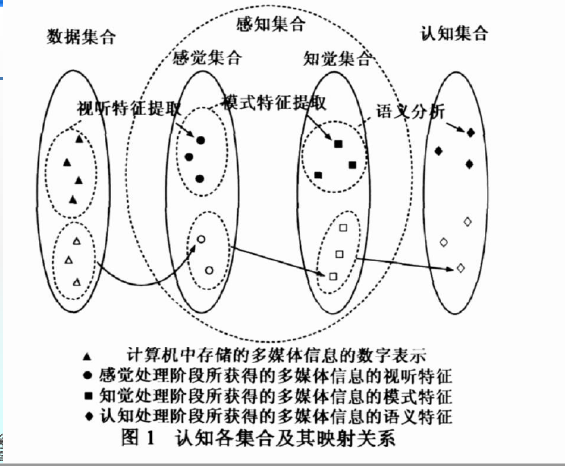 感知集合
数据集合
认知集合
感觉集合
知觉集合
视听特征提取
模式特征提取
语义分析
计算机中存储的多媒体信息的数字表示
感觉处理阶段所获得的多媒体信息的视听特征
知觉处理阶段所获得的多媒体信息的模式特征
认知处理阶段所获得的多媒体信息的语义特征
图 1 认知各集合及其映射关系